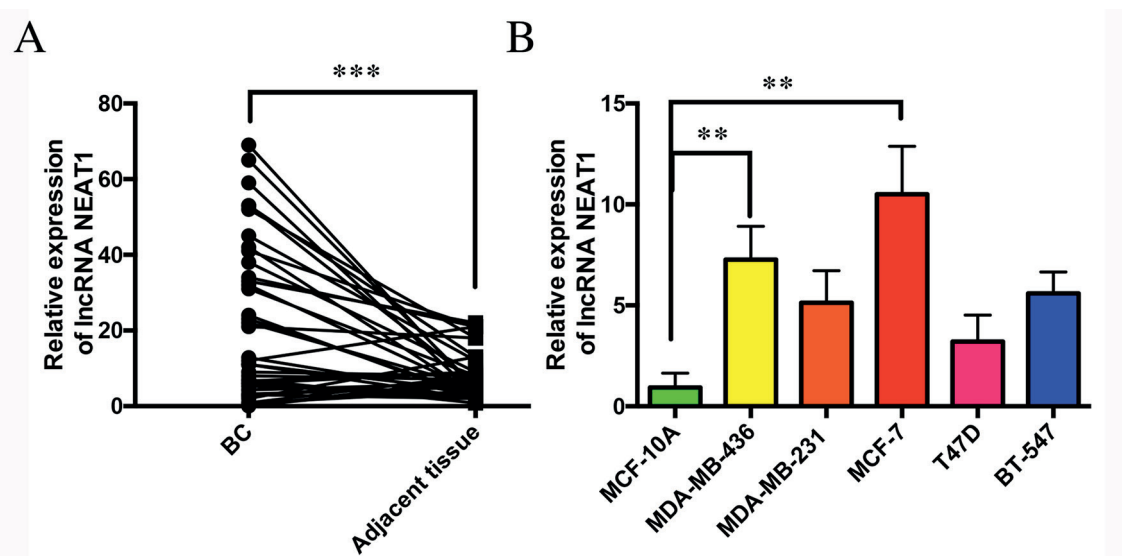 A
***
80
60
40
20
0
Relative expression
of lncRNA NEAT1
BC
Adjacent tissue
B
**
**
15
10
5
0
Relative expression
of lncRNA NEAT1
MCF-10A
MDA-MB-436
MDA-MB-231
MCF-7
T47D
BT-547